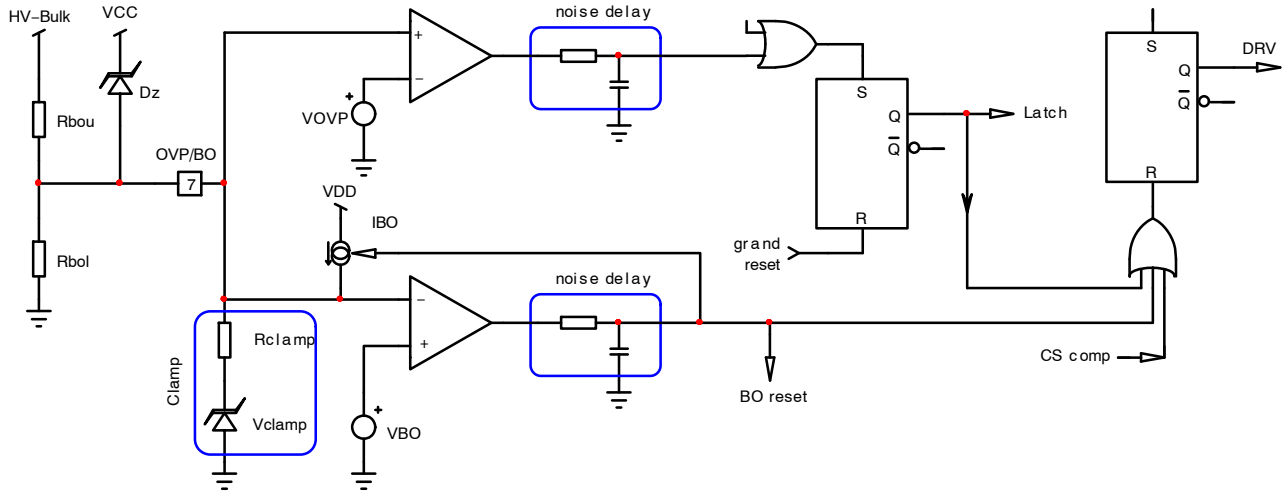 HV-Bulk
VCC
noise delay
Dz
Rbou
VOVP
OVP/BO
7
S
Q
Q
R
Latch
S
Q
Q
R
DRV
VDD
IBO
Rbol
grand
reset
noise delay
Rclamp
Clamp
Vclamp
VBO
BO reset
CS comp
+
−
−
+
+
+